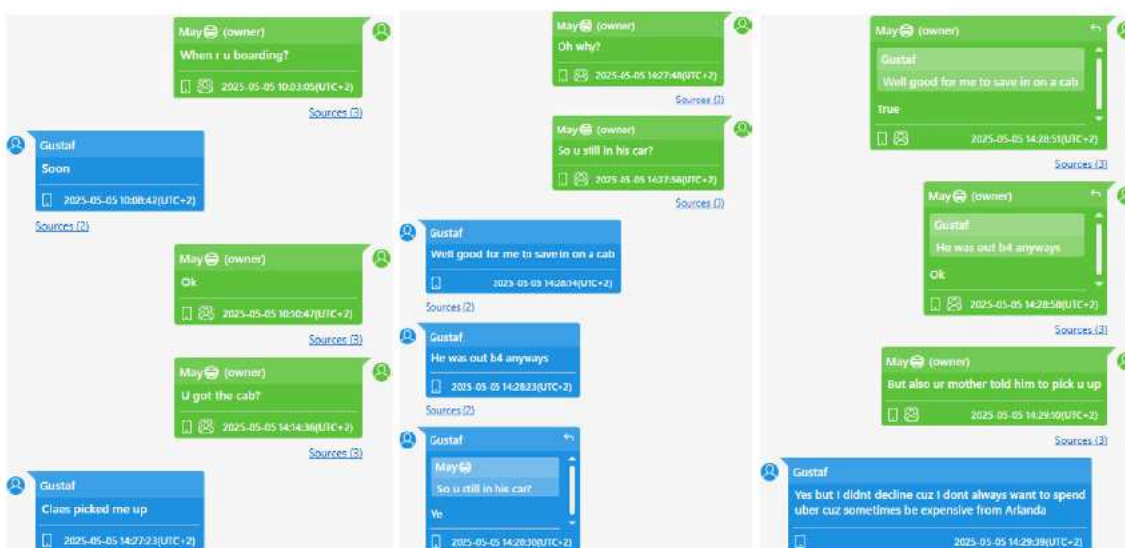 May (owner)
When r u boarding?
2025-05-05 10:03:05(UTC+2)
Sources (3)
Gustaf
Soon
2025-05-05 10:08:42(UTC+2)
Sources (2)
May (owner)
Ok
2025-05-05 10:10:47(UTC+2)
Sources (3)
May (owner)
U got the cab?
2025-05-05 14:14:36(UTC+2)
Sources (3)
Gustaf
Claes picked me up
2025-05-05 14:27:23(UTC+2)
May (owner)
Oh why?
2025-05-05 14:27:48(UTC+2)
Sources (3)
May (owner)
So u still in his car?
2025-05-05 14:27:56(UTC+2)
Sources (3)
Gustaf
Well good for me to save in on a cab
2025-05-05 14:28:14(UTC+2)
Sources (2)
Gustaf
He was out b4 anyways
2025-05-05 14:28:23(UTC+2)
Sources (2)
Gustaf
May
So u still in his car?
Ye
2025-05-05 14:28:30(UTC+2)
May (owner)
Gustaf
Well good for me to save in on a cab
True
2025-05-05 14:28:51(UTC+2)
Sources (3)
May (owner)
Gustaf
He was out b4 anyways
Ok
2025-05-05 14:28:58(UTC+2)
Sources (3)
May (owner)
But also ur mother told him to pick u up
2025-05-05 14:29:10(UTC+2)
Sources (3)
Gustaf
Yes but I didnt decline cuz I dont always want to spend
uber cuz sometimes be expensive from Arlanda
2025-05-05 14:29:39(UTC+2)